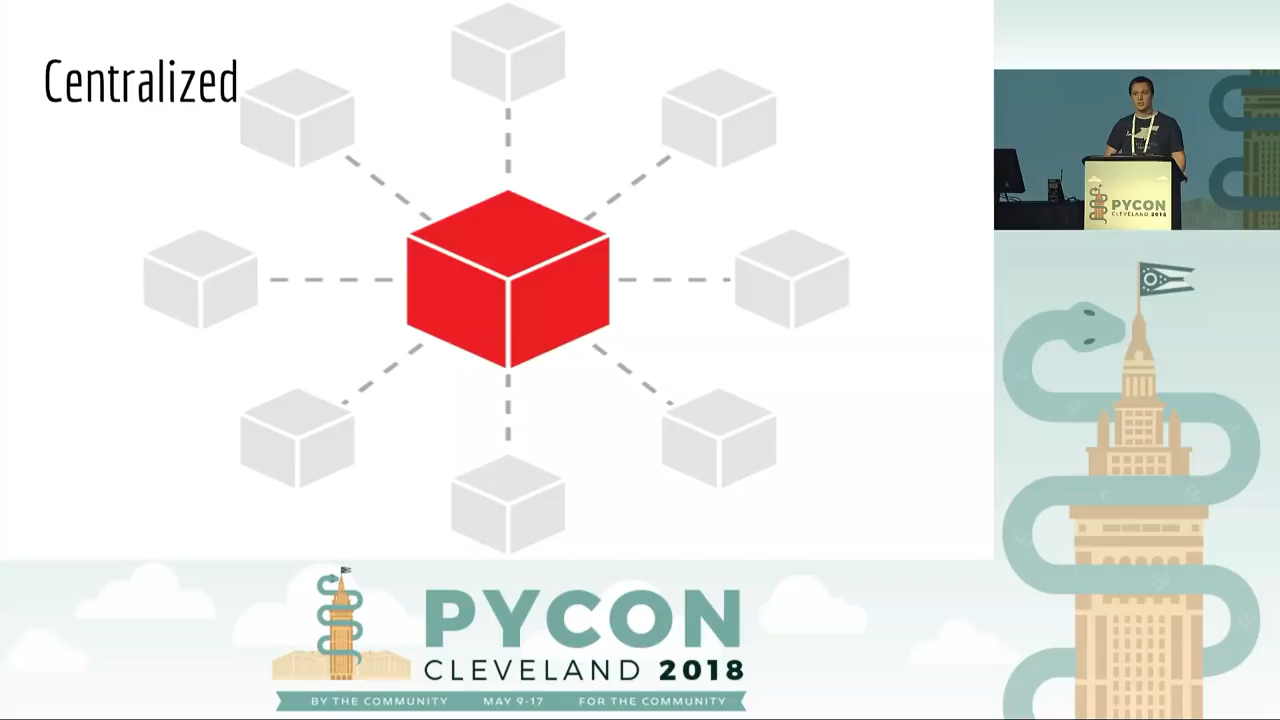 Centralized
PYCON
CLEVELAND 2018
PYCON
CLEVELAND 2018
BY THE COMMUNITY MAY 9-17 FOR THE COMMUNITY